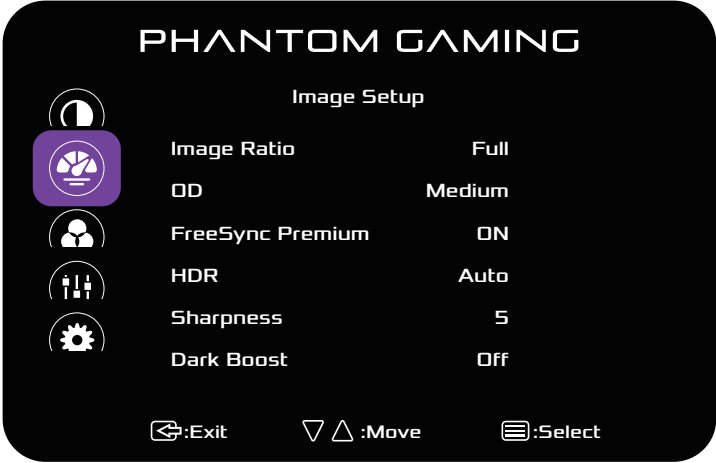 PHANTOM GAMING
Image Setup
Image Ratio Full
OD Medium
FreeSync Premium ON
HDR Auto
Sharpness 5
Dark Boost Off
:Exit :Move :Select